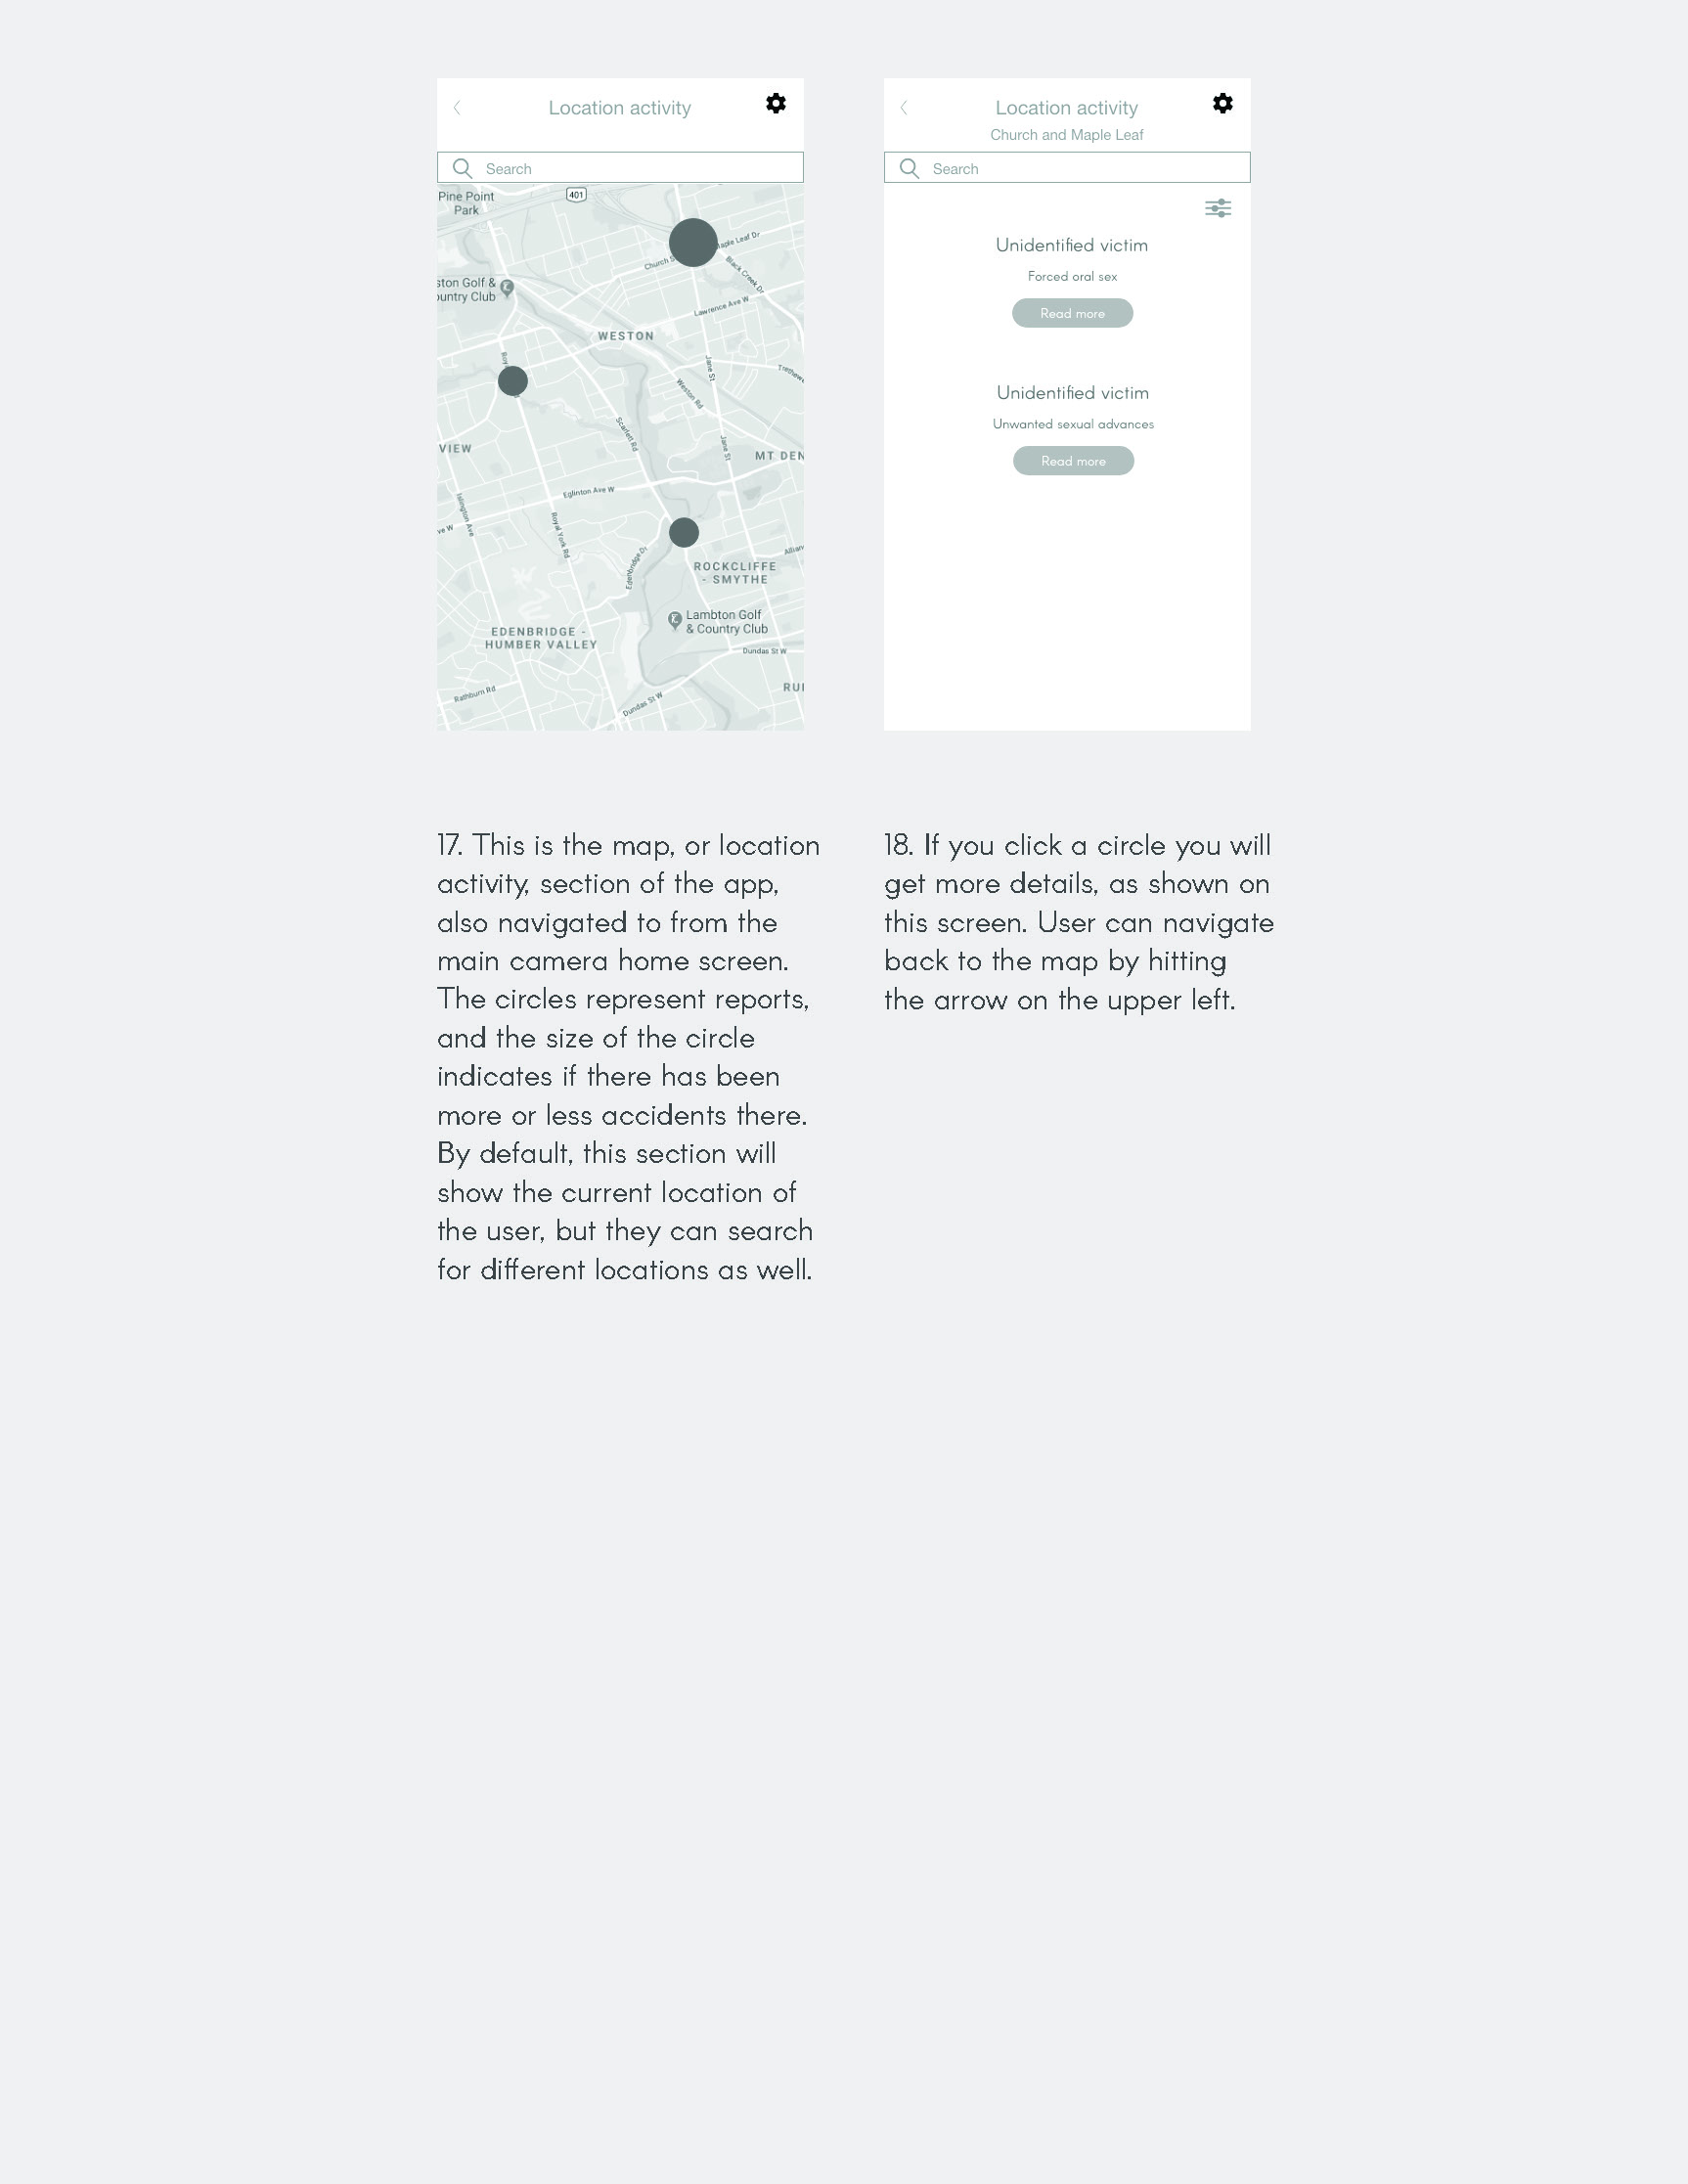 Location activity
Search
Pine Point
Park
401
Maple Leaf Dr
Church S
Black Creek Dr
ston Golf &
ountry Club
Lawrence Ave W
WESTON
Roy
Jane St
Weston Rd
Scarlett Rd
VIEW
Jane St
MT DEN
Eglinton Ave W
Islington Ave
ve W
Royal York Rd
Edenbridge Dr
ROCKCLIFFE
- SMYTHE
Lambton Golf
& Country Club
EDENBRIDGE -
HUMBER VALLEY
Dundas St W
Rathburn Rd
RUI
Dundas St W
Location activity
Church and Maple Leaf
Search
Unidentified victim
Forced oral sex
Read more
Unidentified victim
Unwanted sexual advances
Read more
17. This is the map, or location
activity, section of the app,
also navigated to from the
main camera home screen.
The circles represent reports,
and the size of the circle
indicates if there has been
more or less accidents there.
By default, this section will
show the current location of
the user, but they can search
for different locations as well.
18. If you click a circle you will
get more details, as shown on
this screen. User can navigate
back to the map by hitting
the arrow on the upper left.